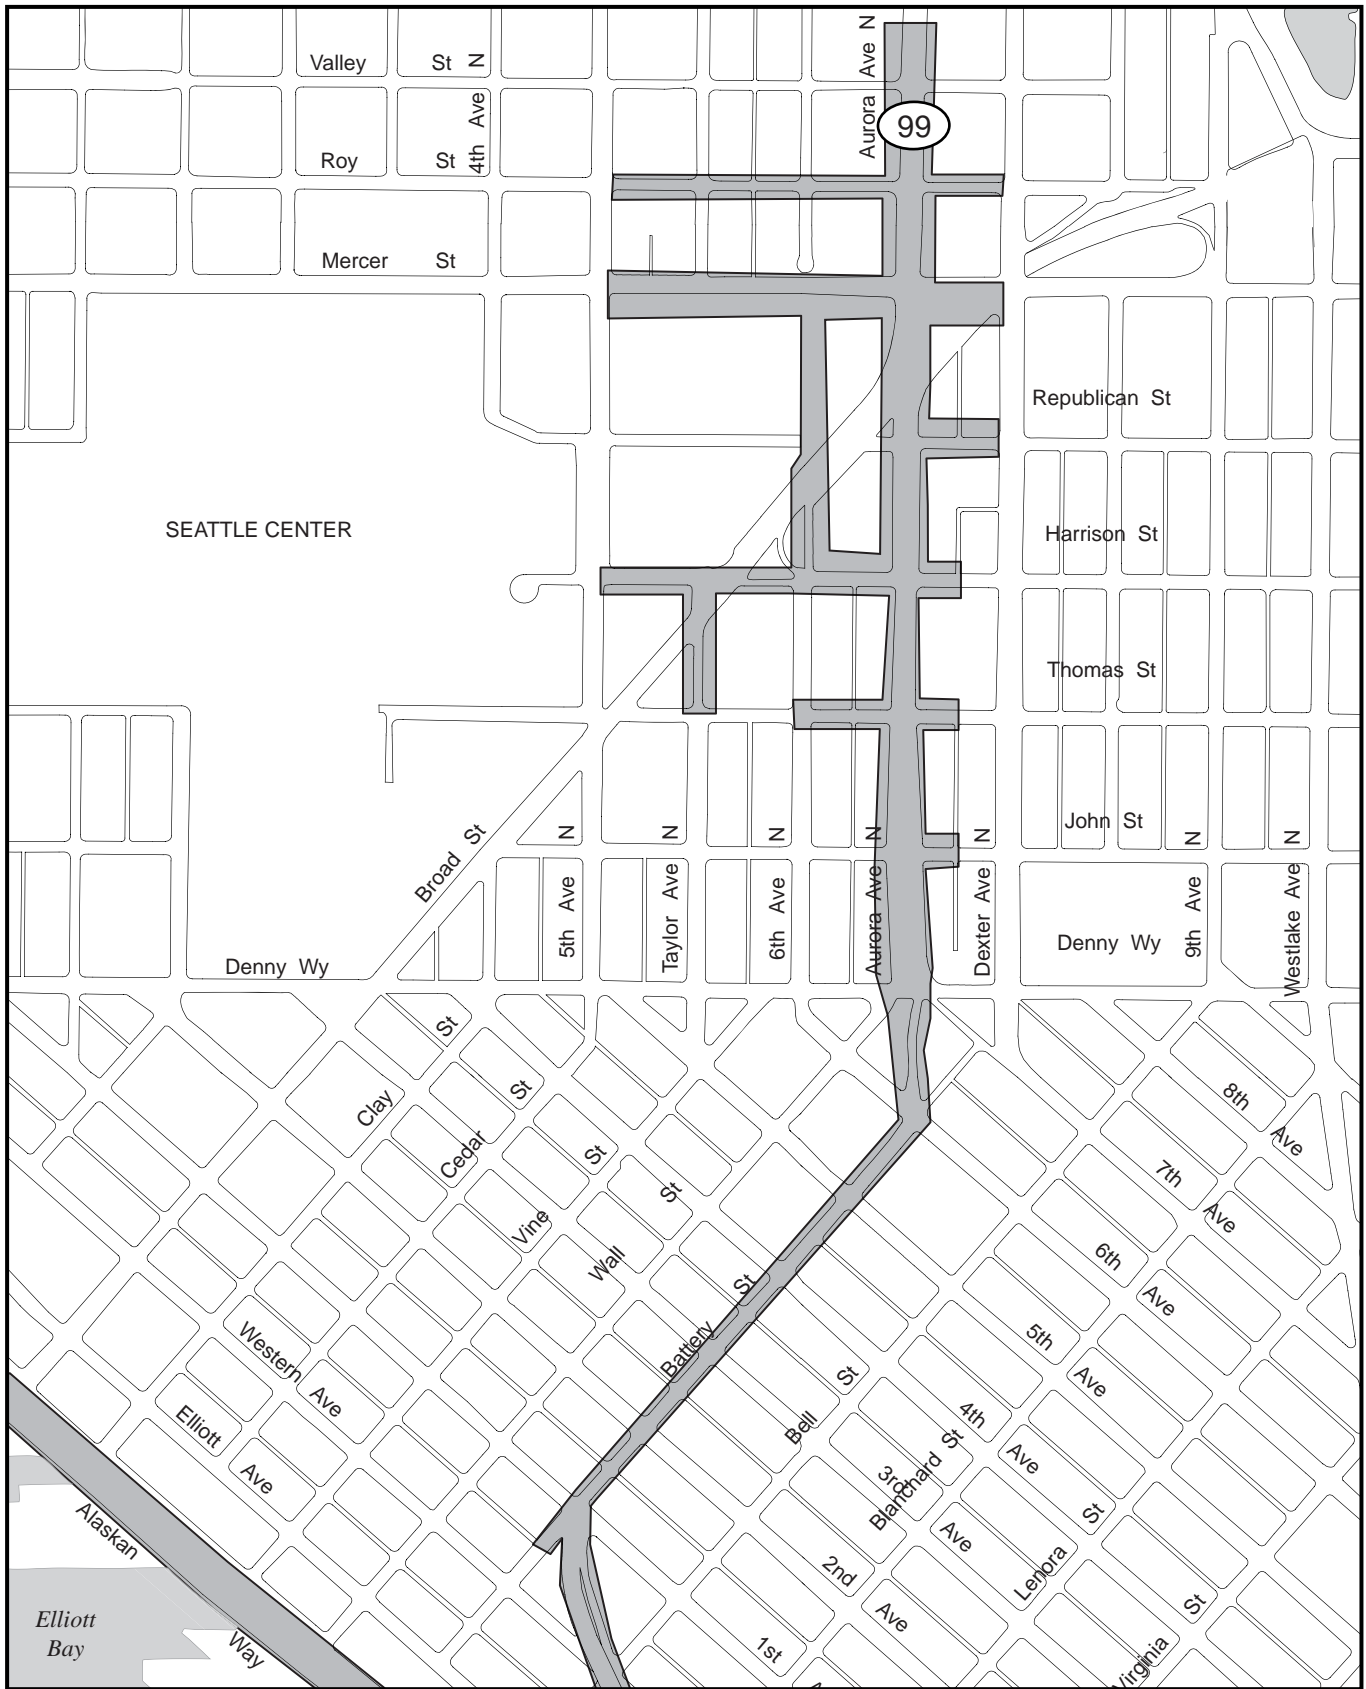 Valley St
4th Ave N
Aurora Ave N
99
Roy St
Mercer St
Republican St
SEATTLE CENTER
Harrison St
Thomas St
John St
Broad St
5th Ave N
Taylor Ave N
6th Ave N
Aurora Ave N
Dexter Ave N
9th Ave N
Westlake Ave N
Denny Wy
Denny Wy
Clay St
Cedar St
Vine St
Wall St
Battery St
Bell St
Blanchard St
Lenora St
Virginia St
8th Ave
7th Ave
6th Ave
5th Ave
4th Ave
3rd Ave
2nd Ave
1st
Western Ave
Elliott Ave
Alaskan Way
Elliott
Bay